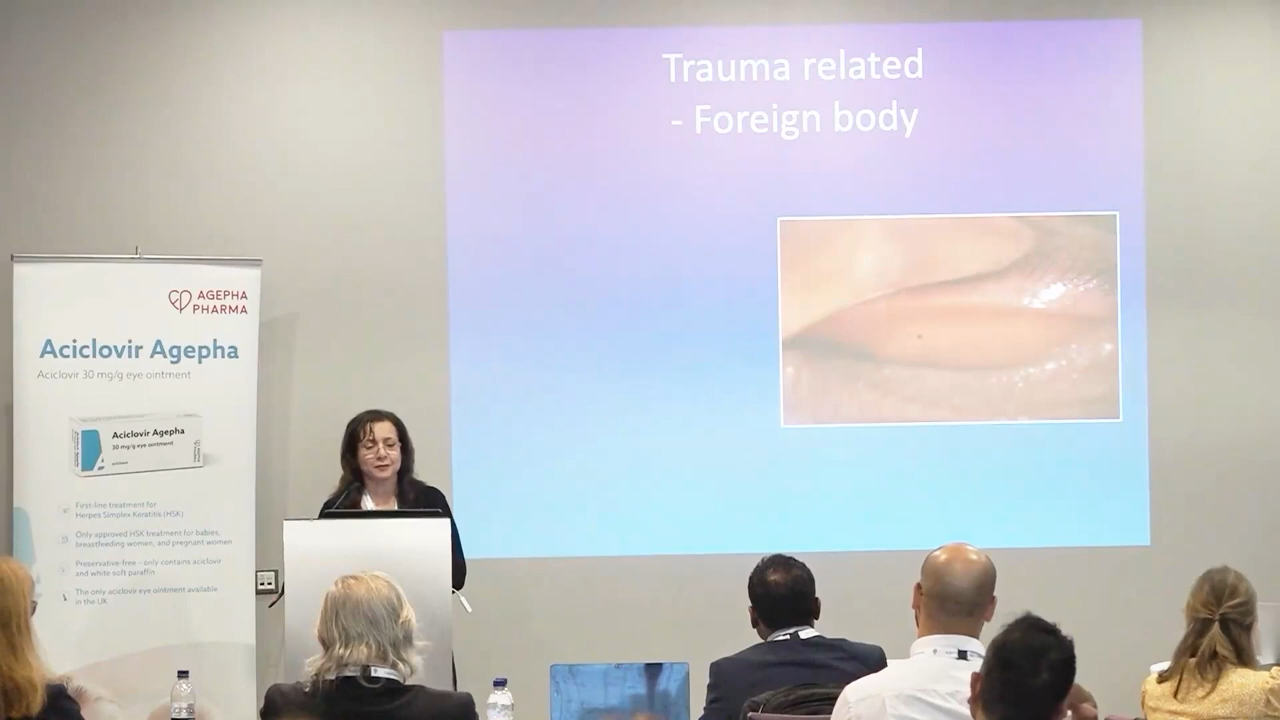 Trauma related
- Foreign body
AGEPHA
PHARMA
Aciclovir Agepha
Aciclovir 30 mg/g eye ointment
Aciclovir Agepha
30 mg/g eye ointment
First-line treatment for
Herpes Simplex Keratitis (HSK)
Only approved HSK treatment for babies,
breastfeeding women, and pregnant women
Preservative-free – only contains aciclovir
and white soft paraffin
The only aciclovir eye ointment available
in the UK